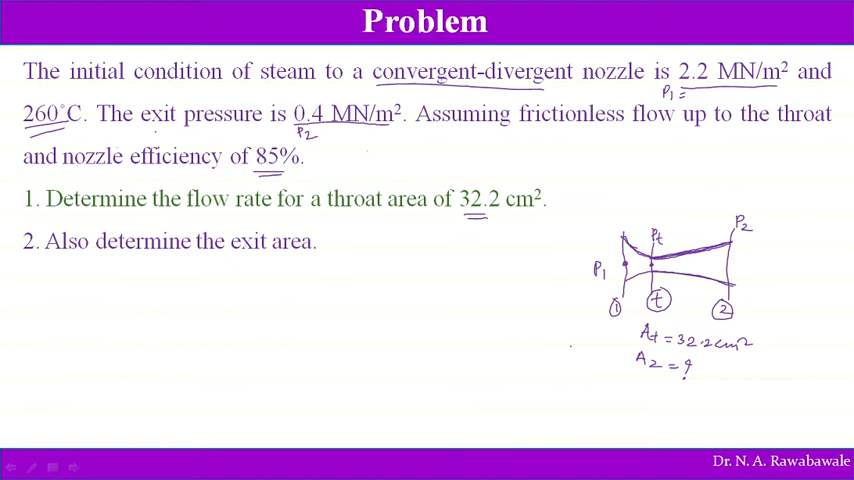 Problem
The initial condition of steam to a convergent-divergent nozzle is 2.2 MN/m² and
P₁ =
260°C. The exit pressure is 0.4 MN/m². Assuming frictionless flow up to the throat
P₂
and nozzle efficiency of 85%.
1. Determine the flow rate for a throat area of 32.2 cm².
2. Also determine the exit area.
P₂
Pt
P₁
1 t 2
At = 32.2cm²
A₂ = ?
Dr. N. A. Rawabawale